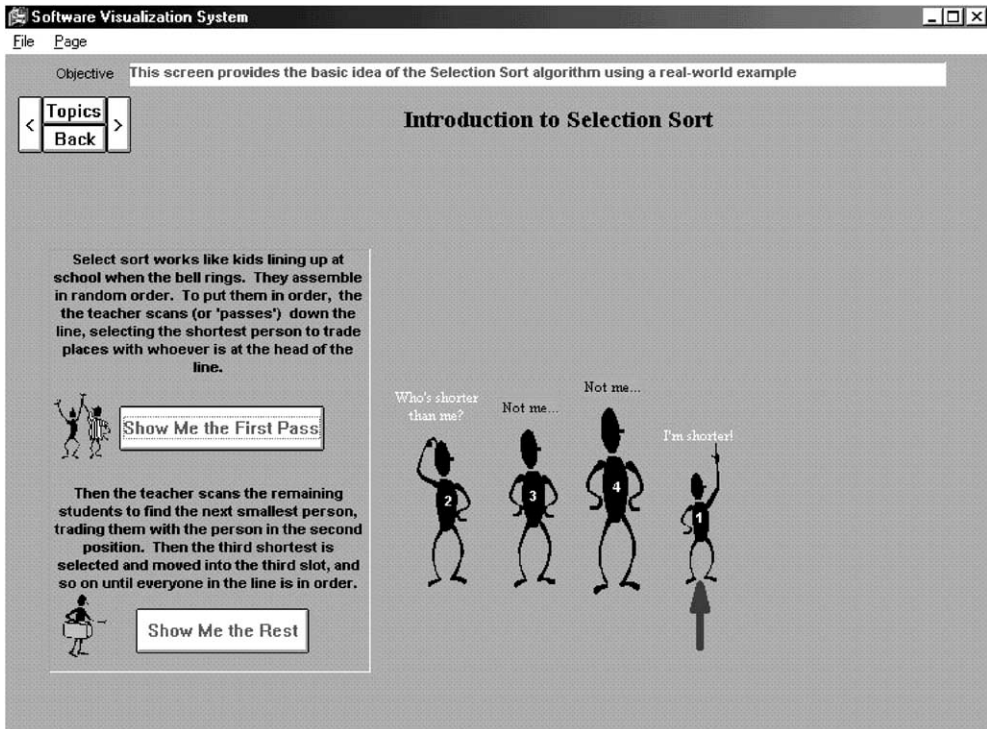 Software Visualization System
File Page
Objective This screen provides the basic idea of the Selection Sort algorithm using a real-world example
< Topics >
Back
Introduction to Selection Sort
Select sort works like kids lining up at
school when the bell rings. They assemble
in random order. To put them in order, the
the teacher scans (or 'passes') down the
line, selecting the shortest person to trade
places with whoever is at the head of the
line.
Show Me the First Pass
Then the teacher scans the remaining
students to find the next smallest person,
trading them with the person in the second
position. Then the third shortest is
selected and moved into the third slot, and
so on until everyone in the line is in order.
Show Me the Rest
Who's shorter
than me?
Not me...
Not me...
I'm shorter!
2
3
4
1